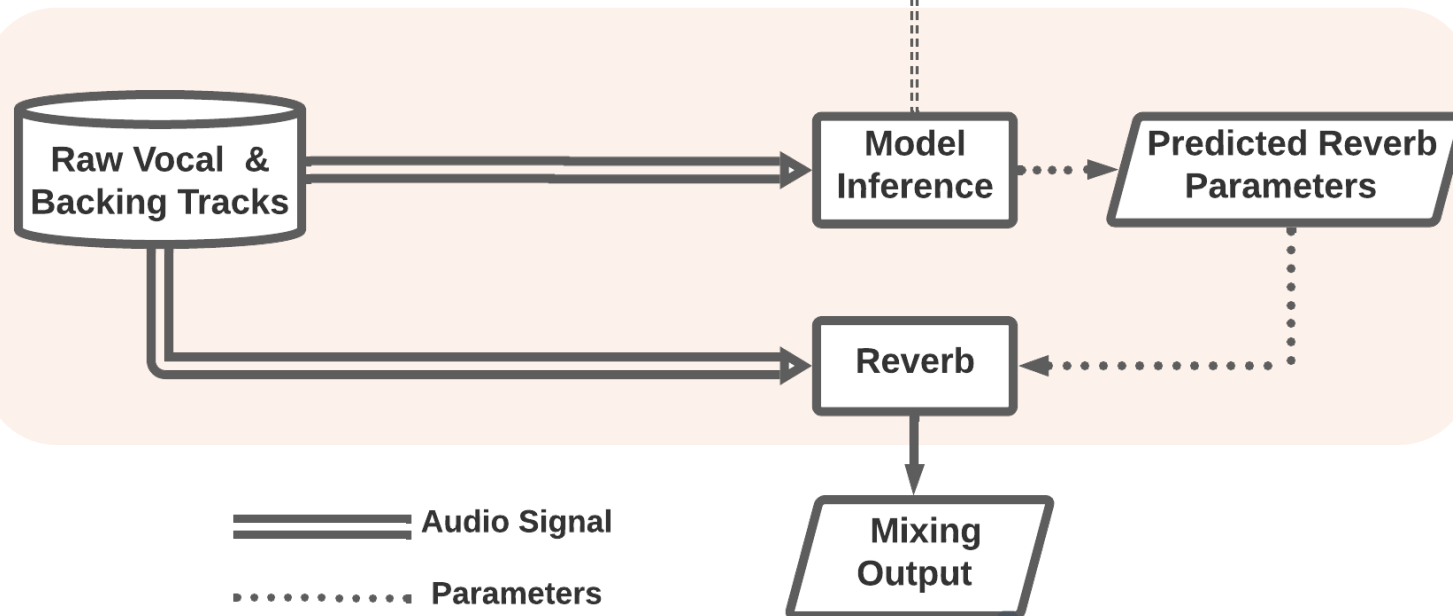 Raw Vocal &
Backing Tracks
Model
Inference
Predicted Reverb
Parameters
Reverb
Mixing
Output
Audio Signal
Parameters